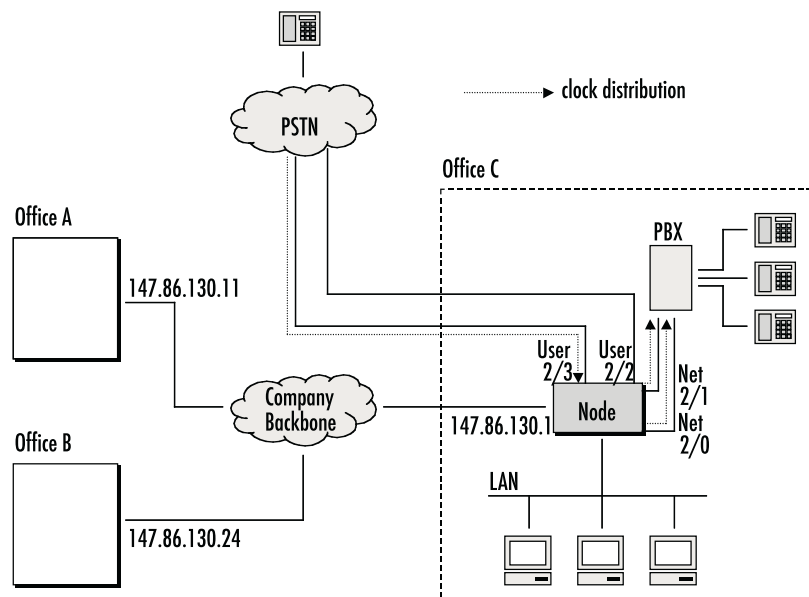 PSTN
clock distribution
Office C
Office A
PBX
147.86.130.11
User
2/3
User
2/2
Net
2/1
Company
Backbone
Node
147.86.130.1
Net
2/0
Office B
LAN
147.86.130.24